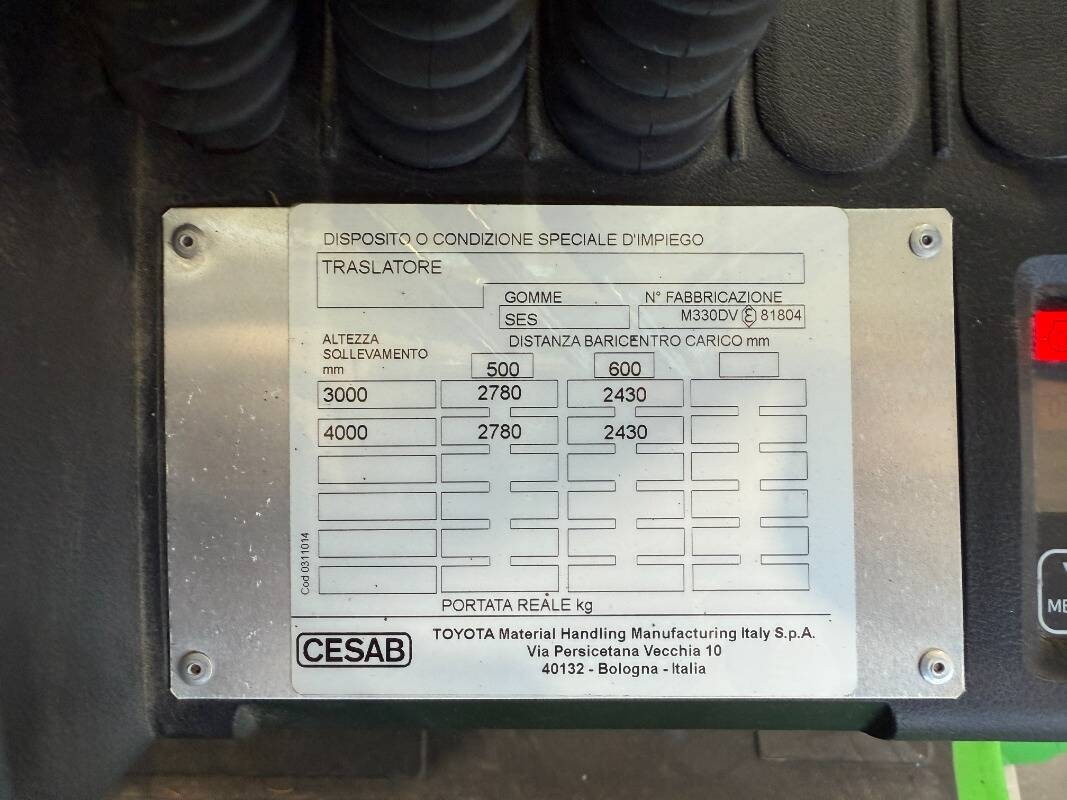 DISPOSITO O CONDIZIONE SPECIALE D'IMPIEGO
TRASLATORE
GOMME N° FABBRICAZIONE
SES M330DV Ɛ 81804
ALTEZZA
SOLLEVAMENTO
mm
DISTANZA BARICENTRO CARICO mm
500 600
3000 2780 2430
4000 2780 2430
Cod 0311014
PORTATA REALE kg
CESAB
TOYOTA Material Handling Manufacturing Italy S.p.A.
Via Persicetana Vecchia 10
40132 - Bologna - Italia